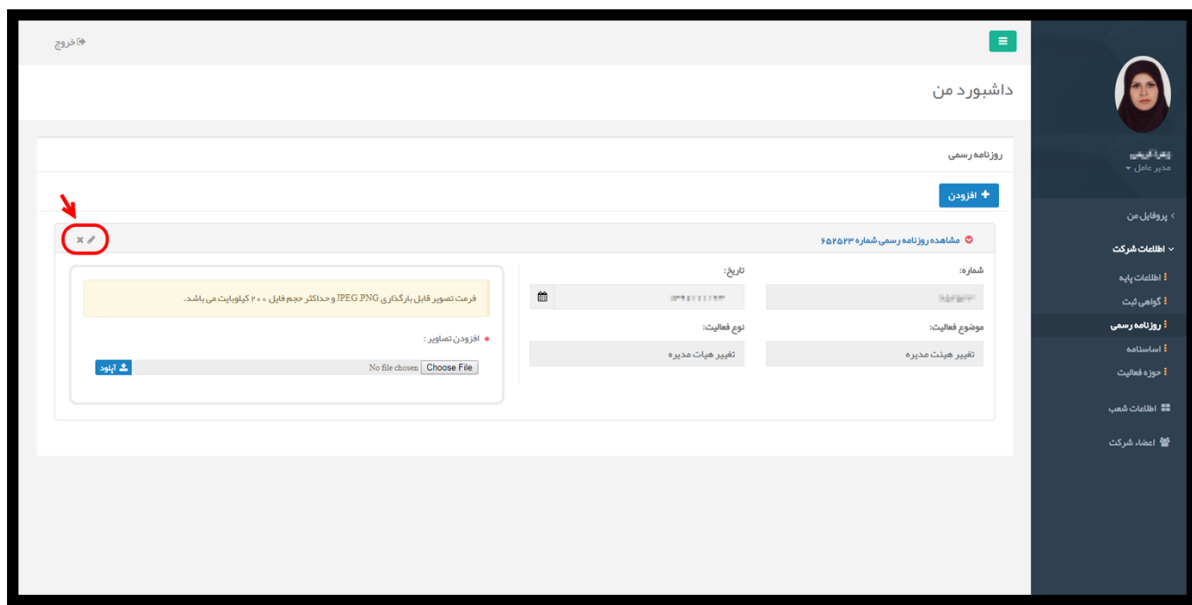 خروج
داشبورد من
روزنامه رسمی
افزودن
مشاهده روزنامه رسمی شماره ۶۵۲۵۲۳
شماره:
تاریخ:
موضوع فعالیت:
نوع فعالیت:
تغییر هیئت مدیره
تغییر هیات مدیره
فرمت تصویر قابل بارگذاری JPEG ,PNG و حداکثر حجم فایل ۲۰۰ کیلوبایت می باشد.
افزودن تصاویر :
Choose File No file chosen
آپلود
مدیر عامل
پروفایل من
اطلاعات شرکت
اطلاعات پایه
گواهی ثبت
روزنامه رسمی
اساسنامه
حوزه فعالیت
اطلاعات شعب
اعضاء شرکت